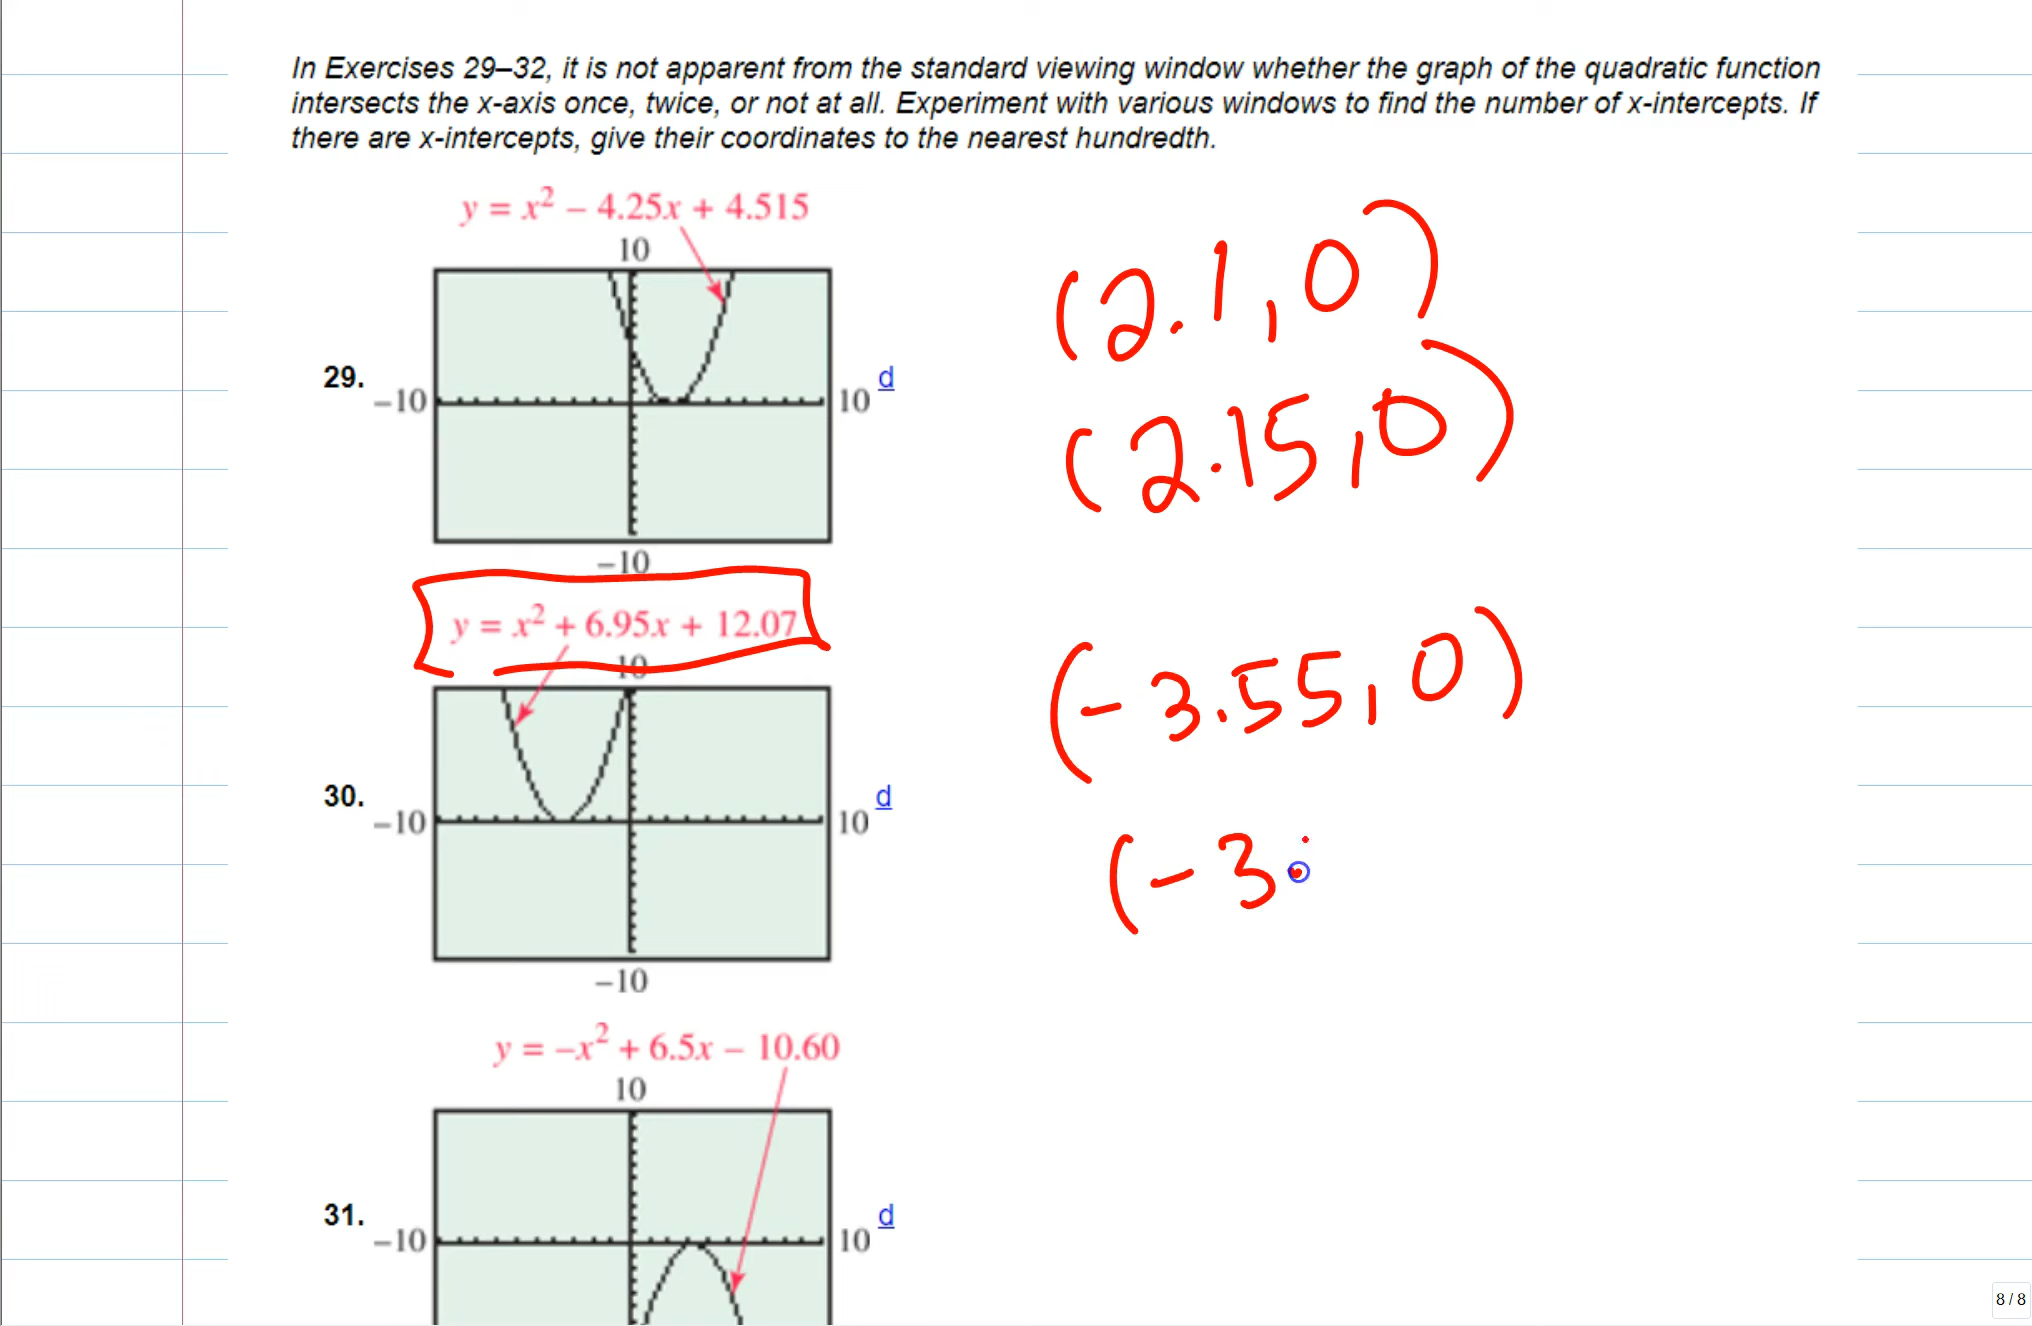 In Exercises 29–32, it is not apparent from the standard viewing window whether the graph of the quadratic function
intersects the x-axis once, twice, or not at all. Experiment with various windows to find the number of x-intercepts. If
there are x-intercepts, give their coordinates to the nearest hundredth.
y = x² – 4.25x + 4.515
10
29.
–10
10
d
–10
(2.1,0)
(2.15,0)
y = x² + 6.95x + 12.07
10
30.
–10
10
d
–10
(-3.55,0)
(-3.
y = –x² + 6.5x – 10.60
10
31.
–10
10
d
8 / 8